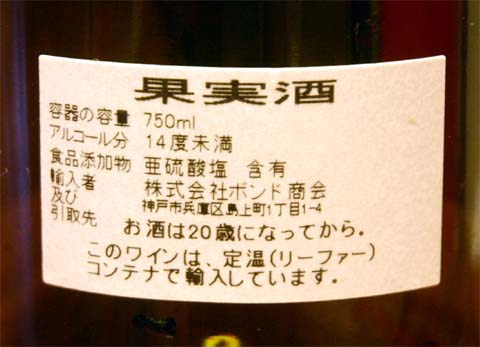 果実酒
容器の容量 750ml
アルコール分 14度未満
食品添加物 亜硫酸塩 含有
輸入者 株式会社ボンド商会
及び 神戸市兵庫区島上町1丁目1-4
引取先
お酒は20歳になってから。
このワインは、定温(リーファー)
コンテナで輸入しています。